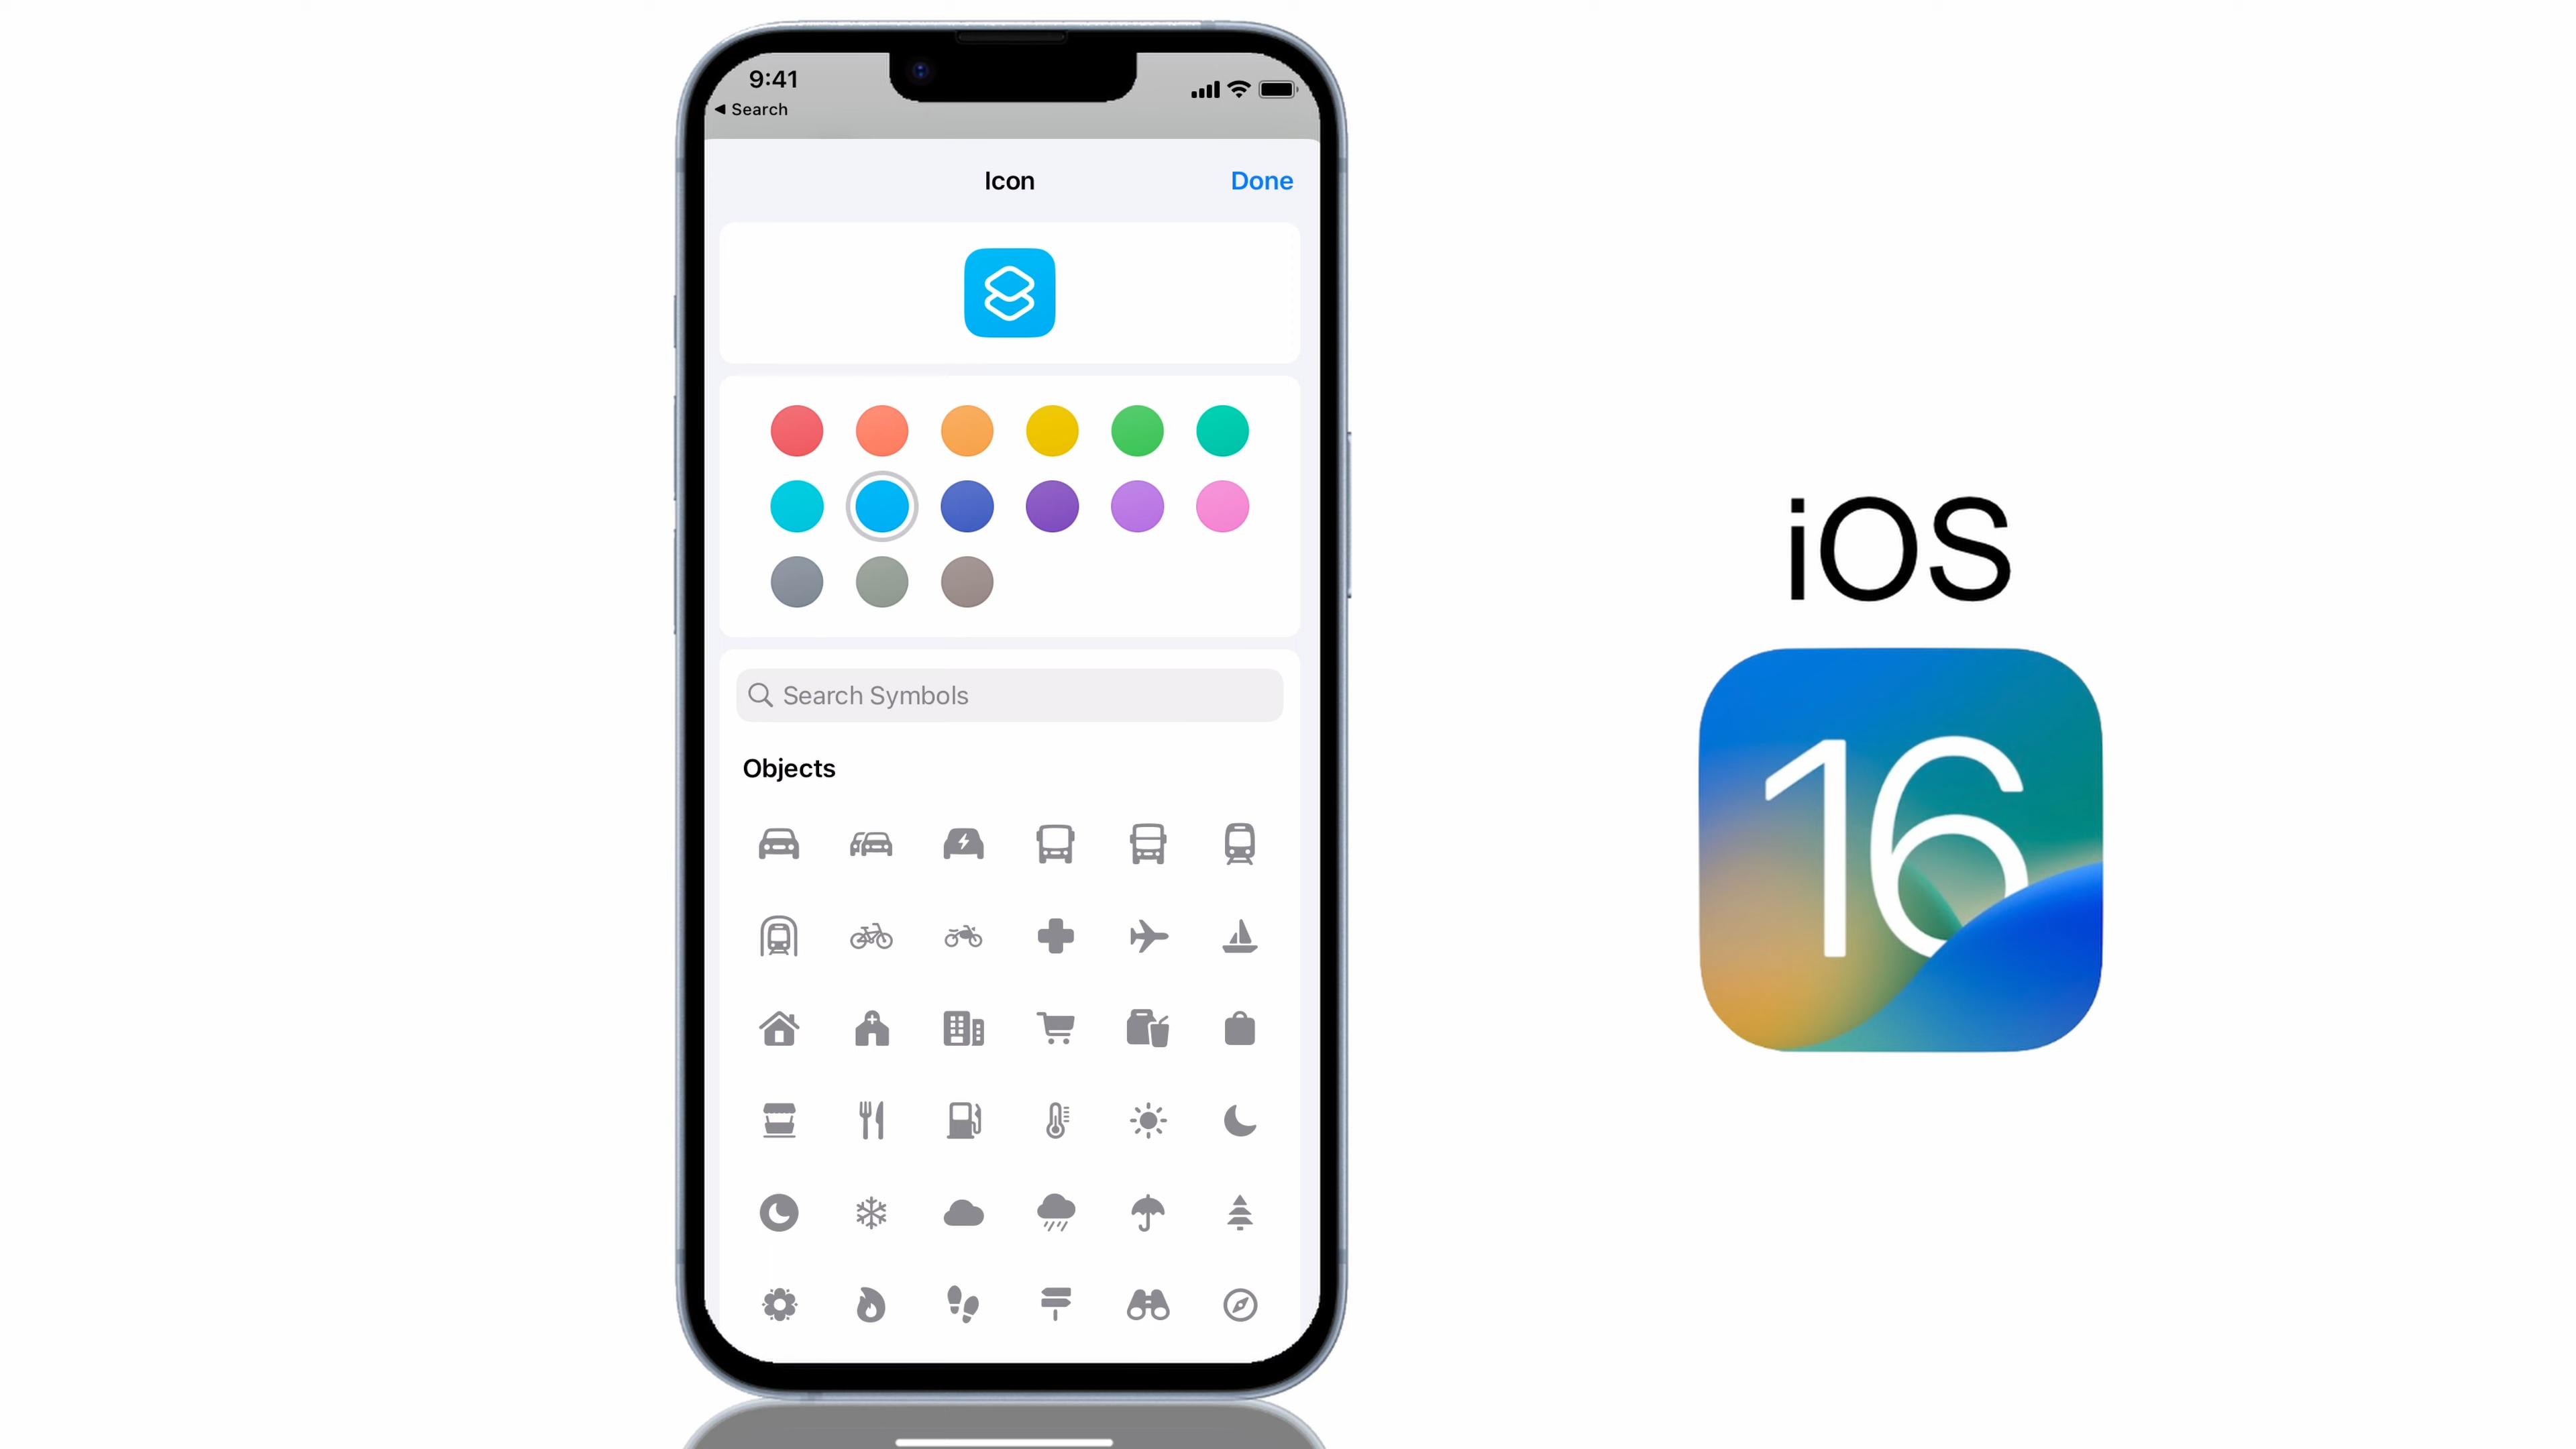 9:41
◀ Search
Icon
Done
Search Symbols
Objects
iOS
16